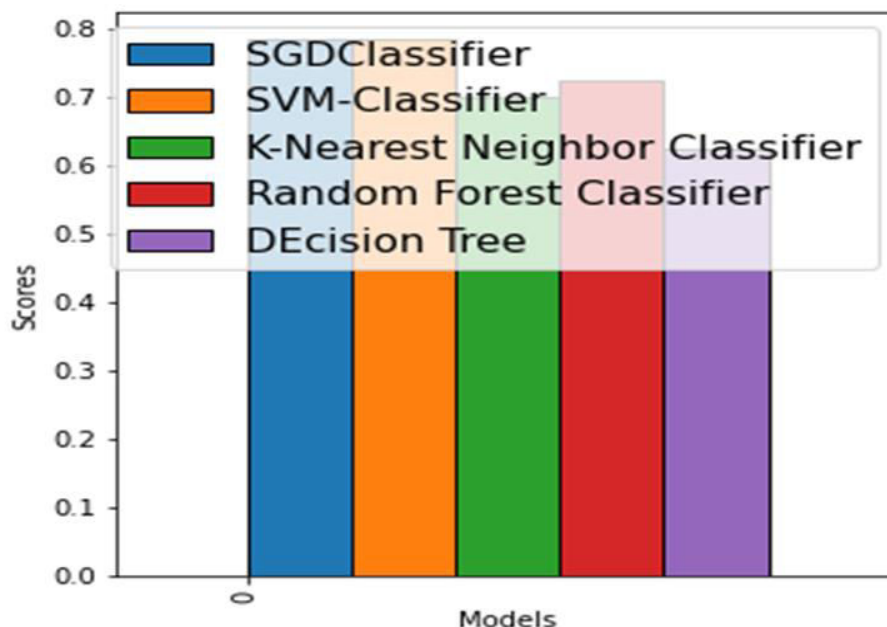 0.8
0.7
0.6
0.5
0.4
0.3
0.2
0.1
0.0
Scores
SGDClassifier
SVM-Classifier
K-Nearest Neighbor Classifier
Random Forest Classifier
DEcision Tree
0
Models